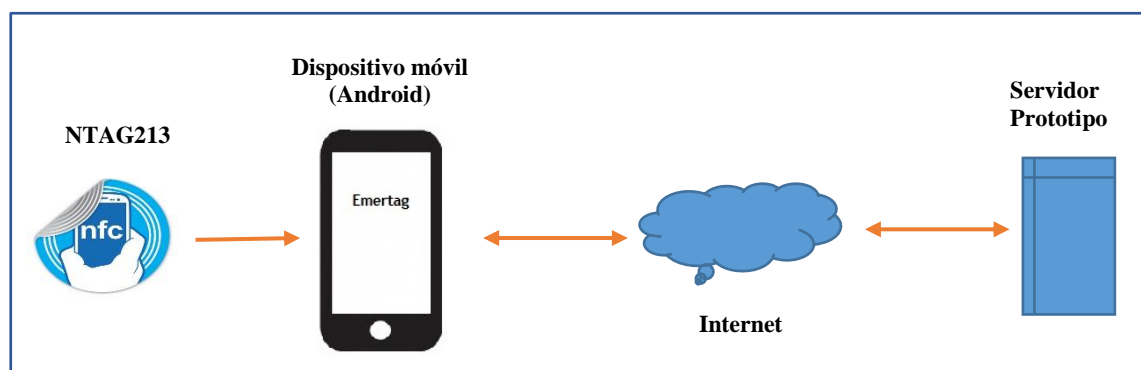 NTAG213
nfc
Dispositivo móvil
(Android)
Emertag
Internet
Servidor
Prototipo